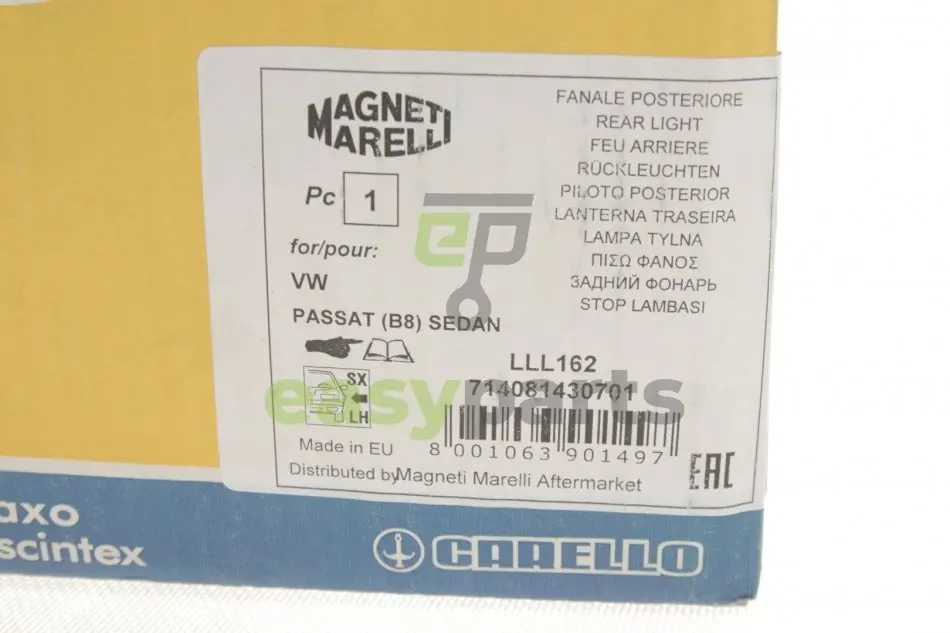 MAGNETI
MARELLI
Pc 1
for/pour:
VW
PASSAT (B8) SEDAN
FANALE POSTERIORE
REAR LIGHT
FEU ARRIERE
RÜCKLEUCHTEN
PILOTO POSTERIOR
LANTERNA TRASEIRA
LAMPA TYLNA
ΠΙΣΩ ΦΑΝΟΣ
ЗАДНИЙ ФОНАРЬ
STOP LAMBASI
ep
easyparts
SX
LH
LLL162
714081430701
8 001063 901497
Made in EU
Distributed by Magneti Marelli Aftermarket
EAC
axo
scintex
CARELLO